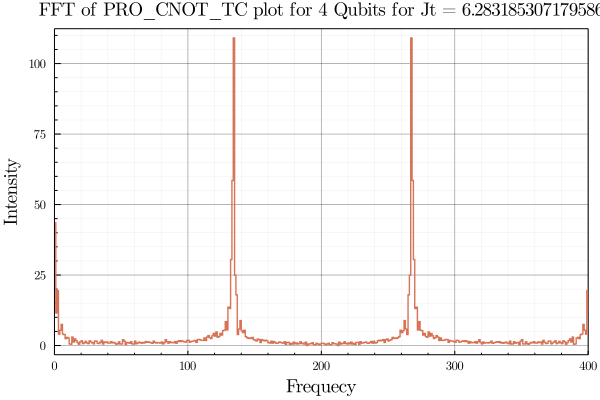 FFT of PRO_CNOT_TC plot for 4 Qubits for Jt = 6.283185307179586
Intensity
100
75
50
25
0
0 100 200 300 400
Frequecy